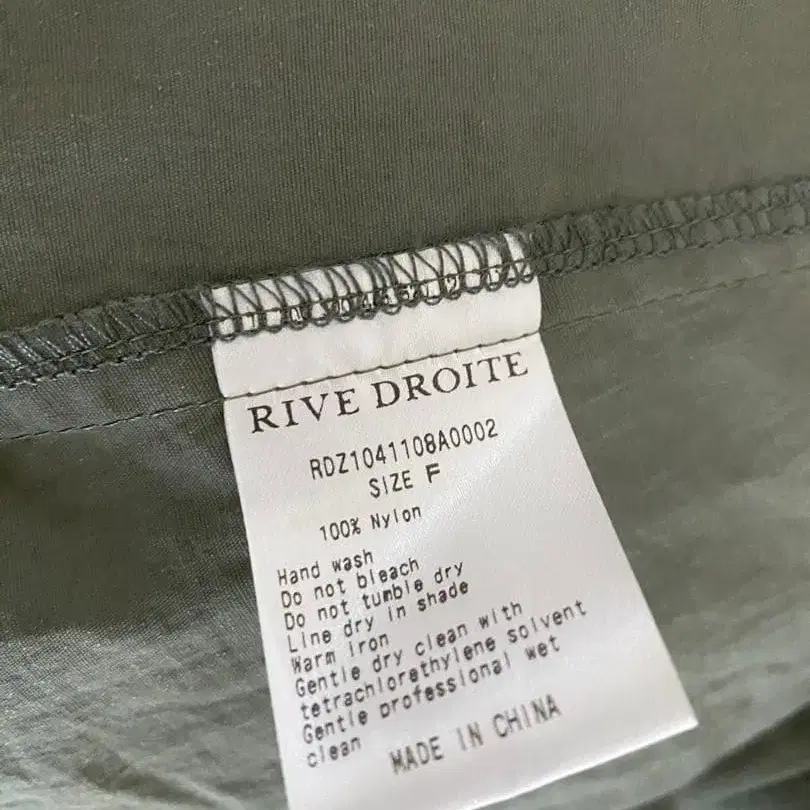 RIVE DROITE
RDZ1041108A0002
SIZE F
100% Nylon
Hand wash
Do not bleach
Do not tumble dry
Line dry in shade
Warm iron
Gentle dry clean with
tetrachlorethylene solvent
Gentle professional wet
clean
MADE IN CHINA